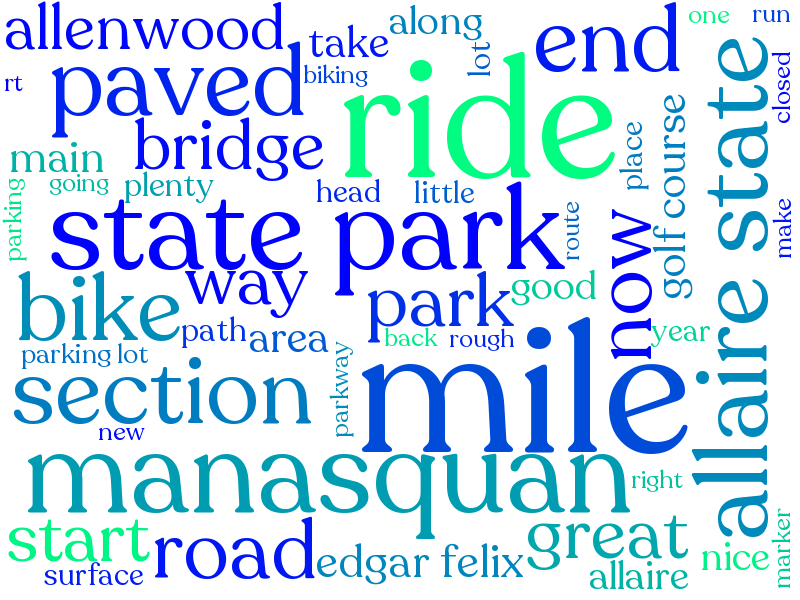 allenwood
take
along
lot
end
one
run
rt
paved
biking
ride
closed
allaire state
main
bridge
place
golf course
going
plenty
head
little
parking
state park
route
now
make
way
bike
park
good
path
area
back
rough
year
parking lot
parkway
mile
section
new
manasquan
right
start
road
edgar felix
great
nice
marker
surface
allaire